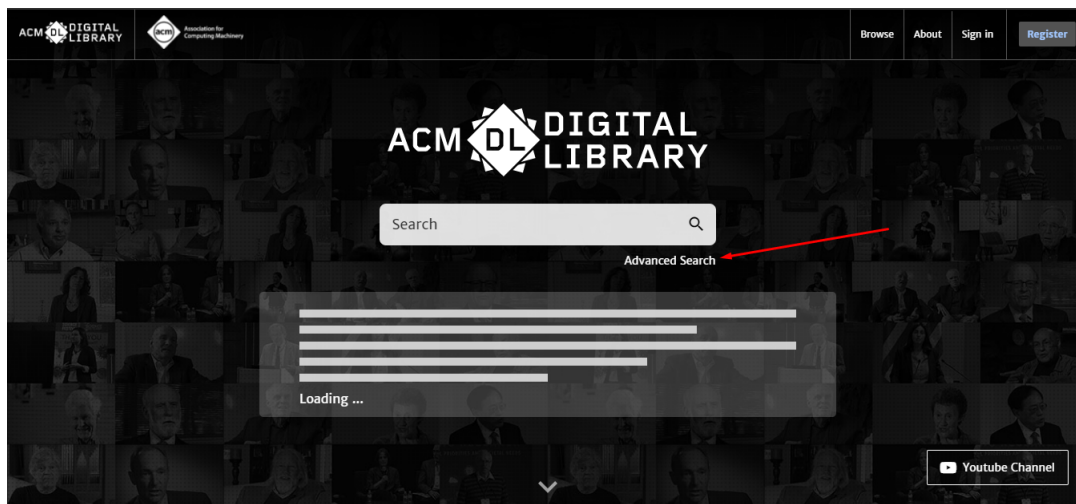 ACM DL DIGITAL LIBRARY
acm Association for Computing Machinery
Browse
About
Sign in
Register
ACM DL DIGITAL
LIBRARY
Search
Advanced Search
Loading ...
Youtube Channel